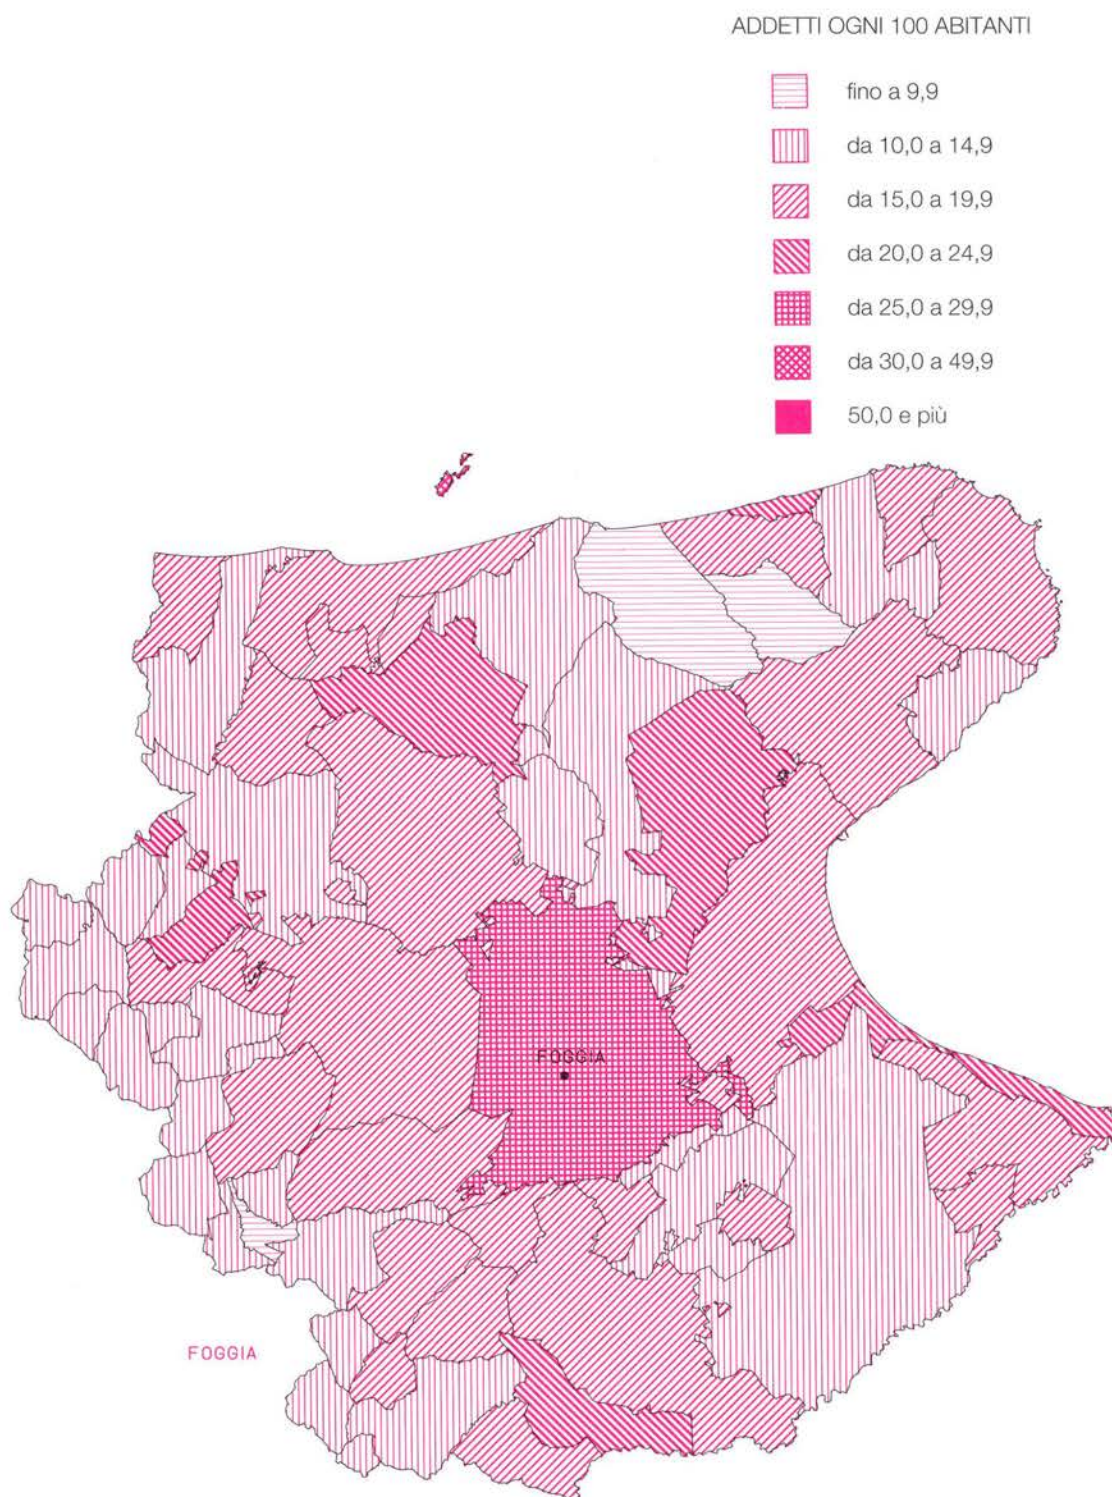 ADDETTI OGNI 100 ABITANTI
fino a 9,9
da 10,0 a 14,9
da 15,0 a 19,9
da 20,0 a 24,9
da 25,0 a 29,9
da 30,0 a 49,9
50,0 e più
FOGGIA
FOGGIA